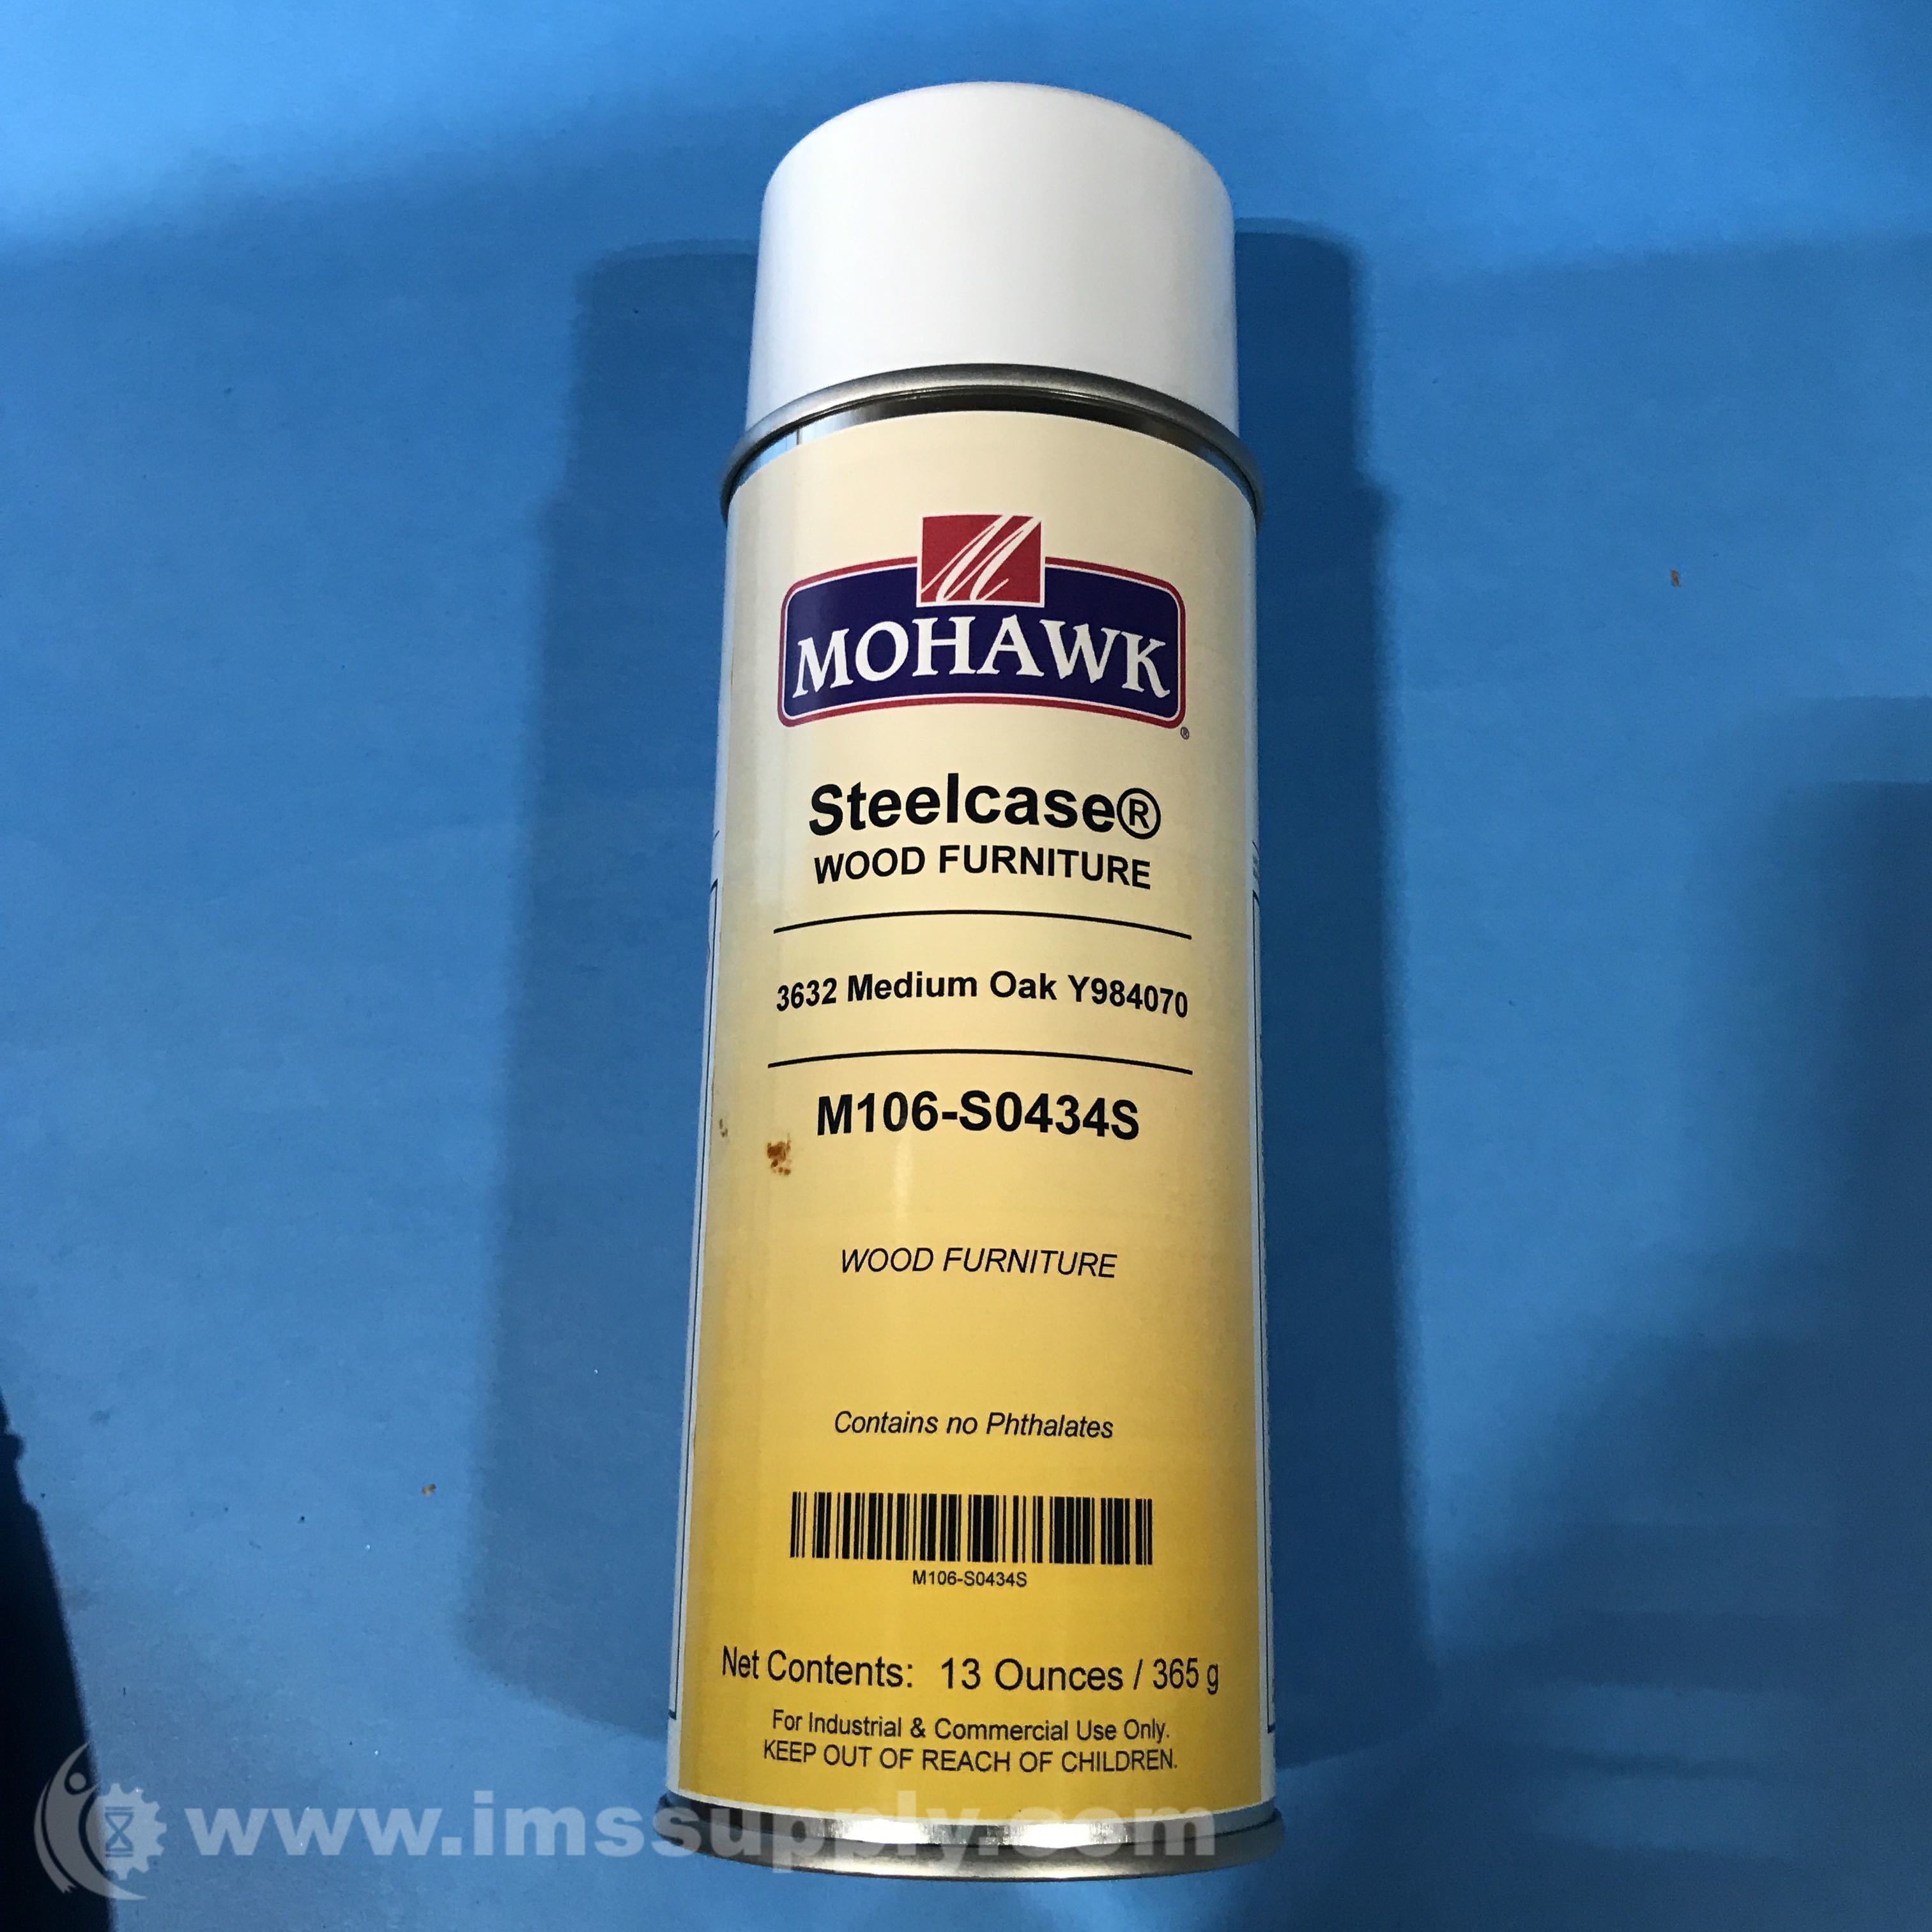 M
MOHAWK®
Steelcase®
WOOD FURNITURE
3632 Medium Oak Y984070
M106-S0434S
WOOD FURNITURE
Contains no Phthalates
M106-S0434S
Net Contents: 13 Ounces / 365 g
For Industrial & Commercial Use Only.
KEEP OUT OF REACH OF CHILDREN.
www.imssupply.com